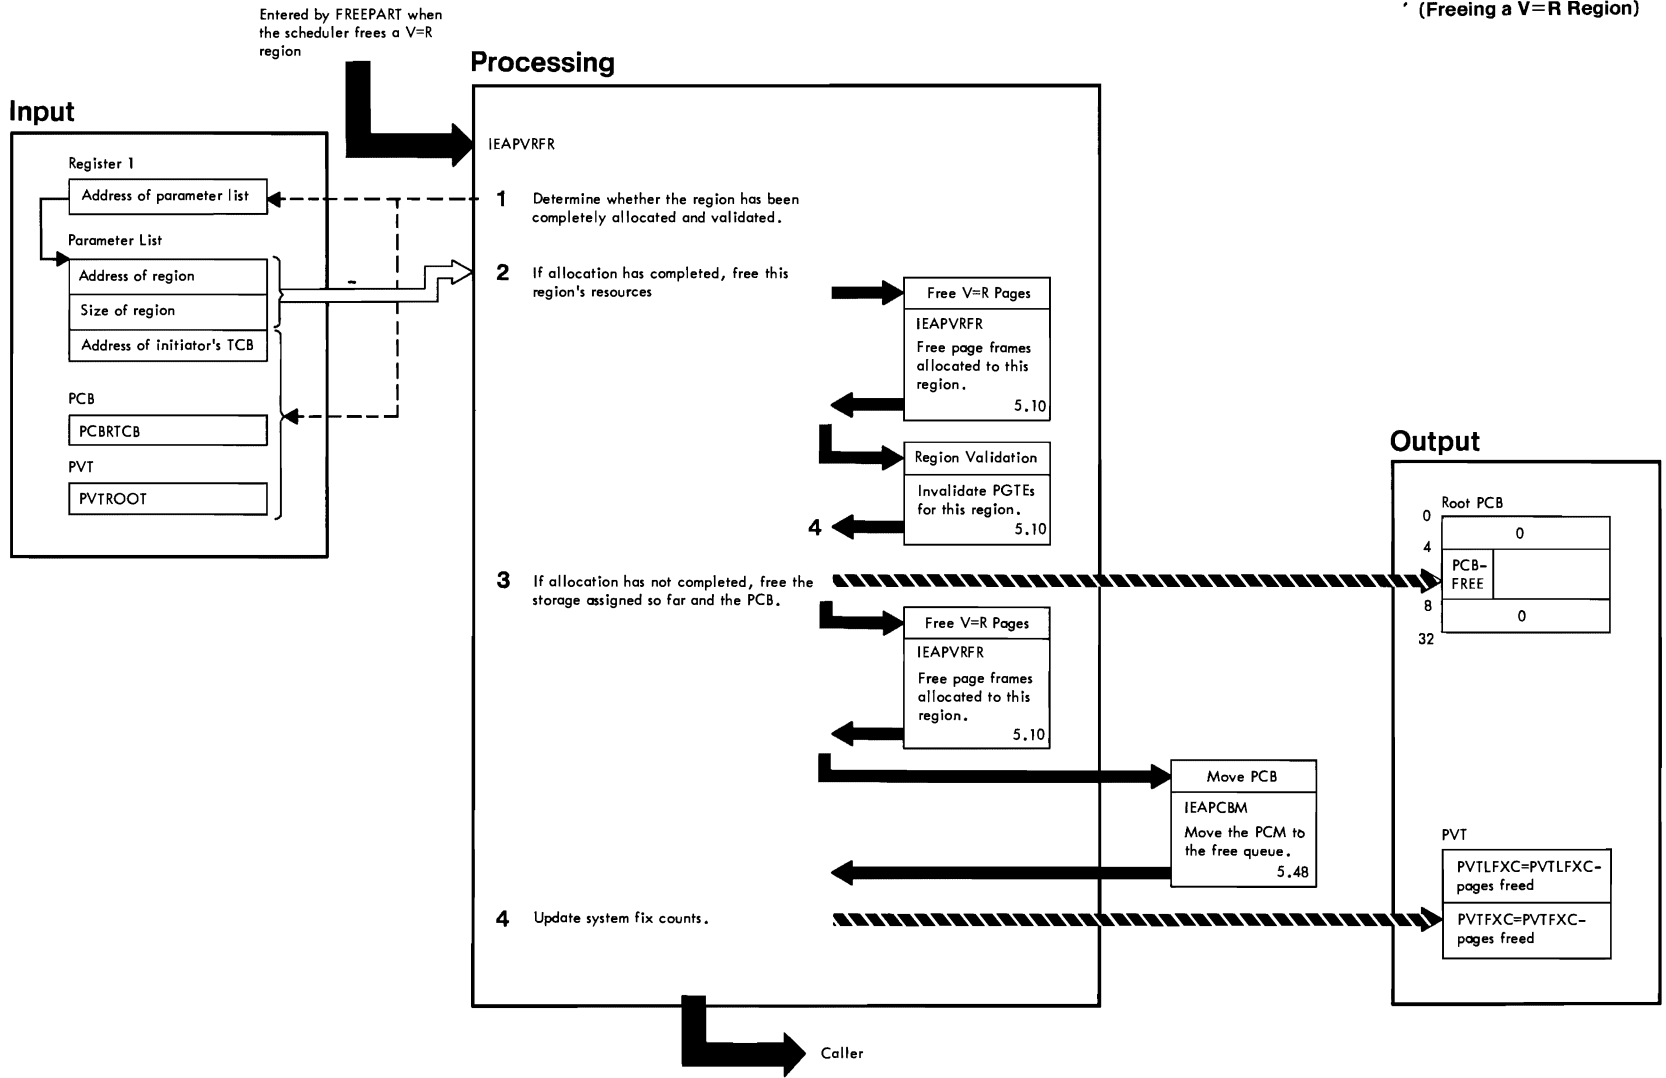 (Freeing a V=R Region)
Entered by FREEPART when
the scheduler frees a V=R
region
Processing
Input
IEAPVRFR
Register 1
Address of parameter list
1 Determine whether the region has been
completely allocated and validated.
Parameter List
Address of region
Size of region
Address of initiator's TCB
2 If allocation has completed, free this
region's resources
Free V=R Pages
IEAPVRFR
Free page frames
allocated to this
region.
5.10
PCB
PCBRTCB
PVT
PVTROOT
Region Validation
Invalidate PGTEs
for this region.
5.10
4
Output
Root PCB
0
0
4
PCB-
FREE
8
0
32
3 If allocation has not completed, free the
storage assigned so far and the PCB.
Free V=R Pages
IEAPVRFR
Free page frames
allocated to this
region.
5.10
Move PCB
IEAPCBM
Move the PCM to
the free queue.
5.48
PVT
PVTLFXC=PVTLFXC-
pages freed
PVTFXC=PVTFXC-
pages freed
4 Update system fix counts.
Caller